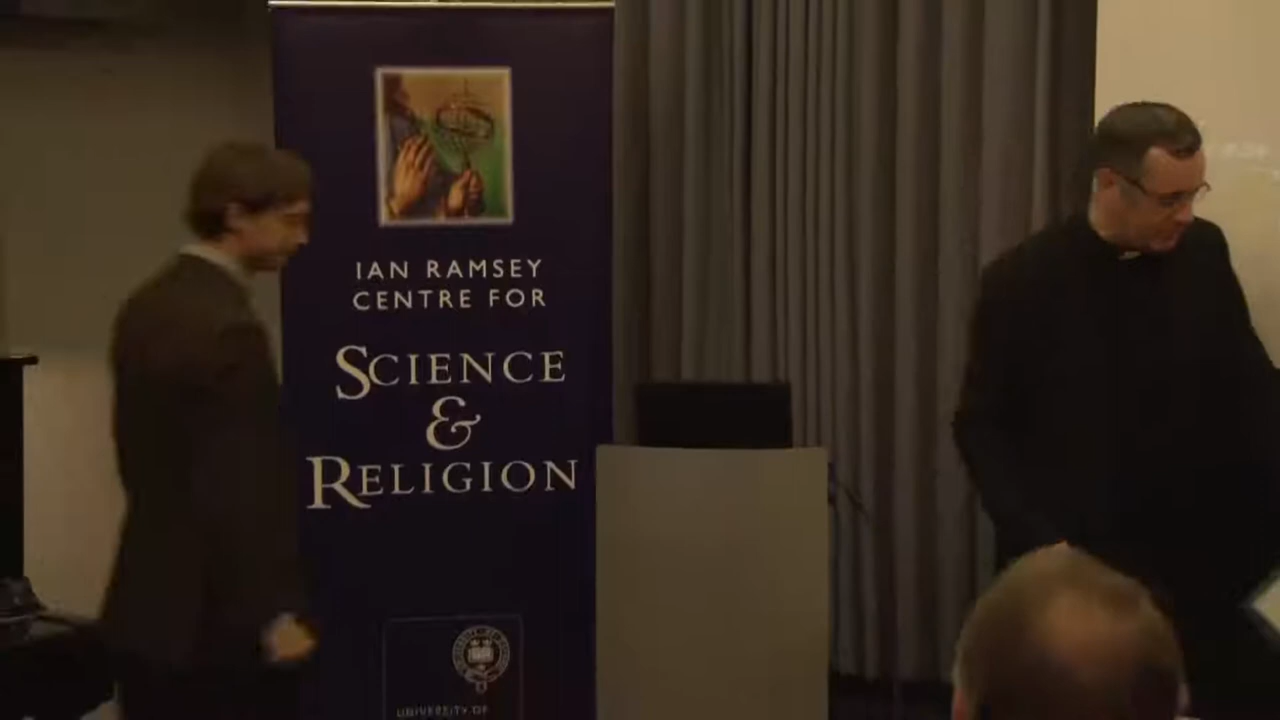 IAN RAMSEY
CENTRE FOR
SCIENCE
&
RELIGION
UNIVERSITY OF